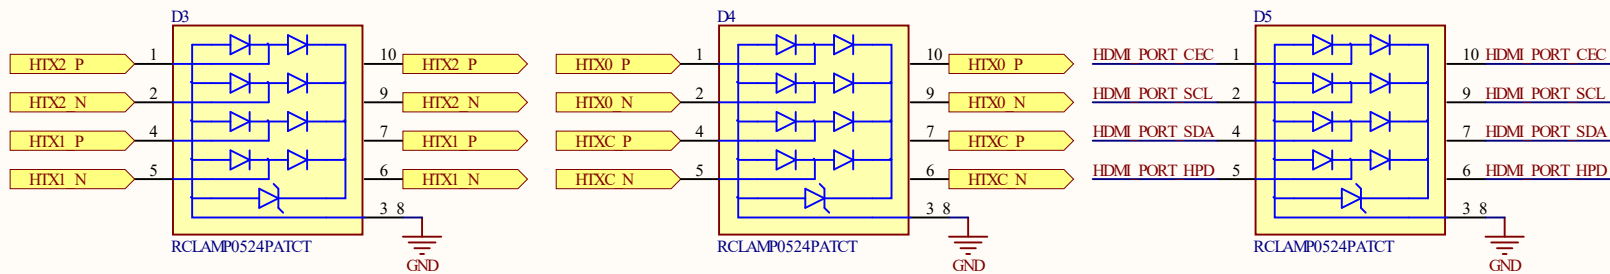 D3 D4 D5
HTX2_P 1 10 HTX2_P HTX0_P 1 10 HTX0_P HDMI_PORT_CEC 1 10 HDMI_PORT_CEC
HTX2_N 2 9 HTX2_N HTX0_N 2 9 HTX0_N HDMI_PORT_SCL 2 9 HDMI_PORT_SCL
HTX1_P 4 7 HTX1_P HTXC_P 4 7 HTXC_P HDMI_PORT_SDA 4 7 HDMI_PORT_SDA
HTX1_N 5 6 HTX1_N HTXC_N 5 6 HTXC_N HDMI_PORT_HPD 5 6 HDMI_PORT_HPD
3 8 3 8 3 8
RCLAMP0524PATCT RCLAMP0524PATCT RCLAMP0524PATCT
GND GND GND